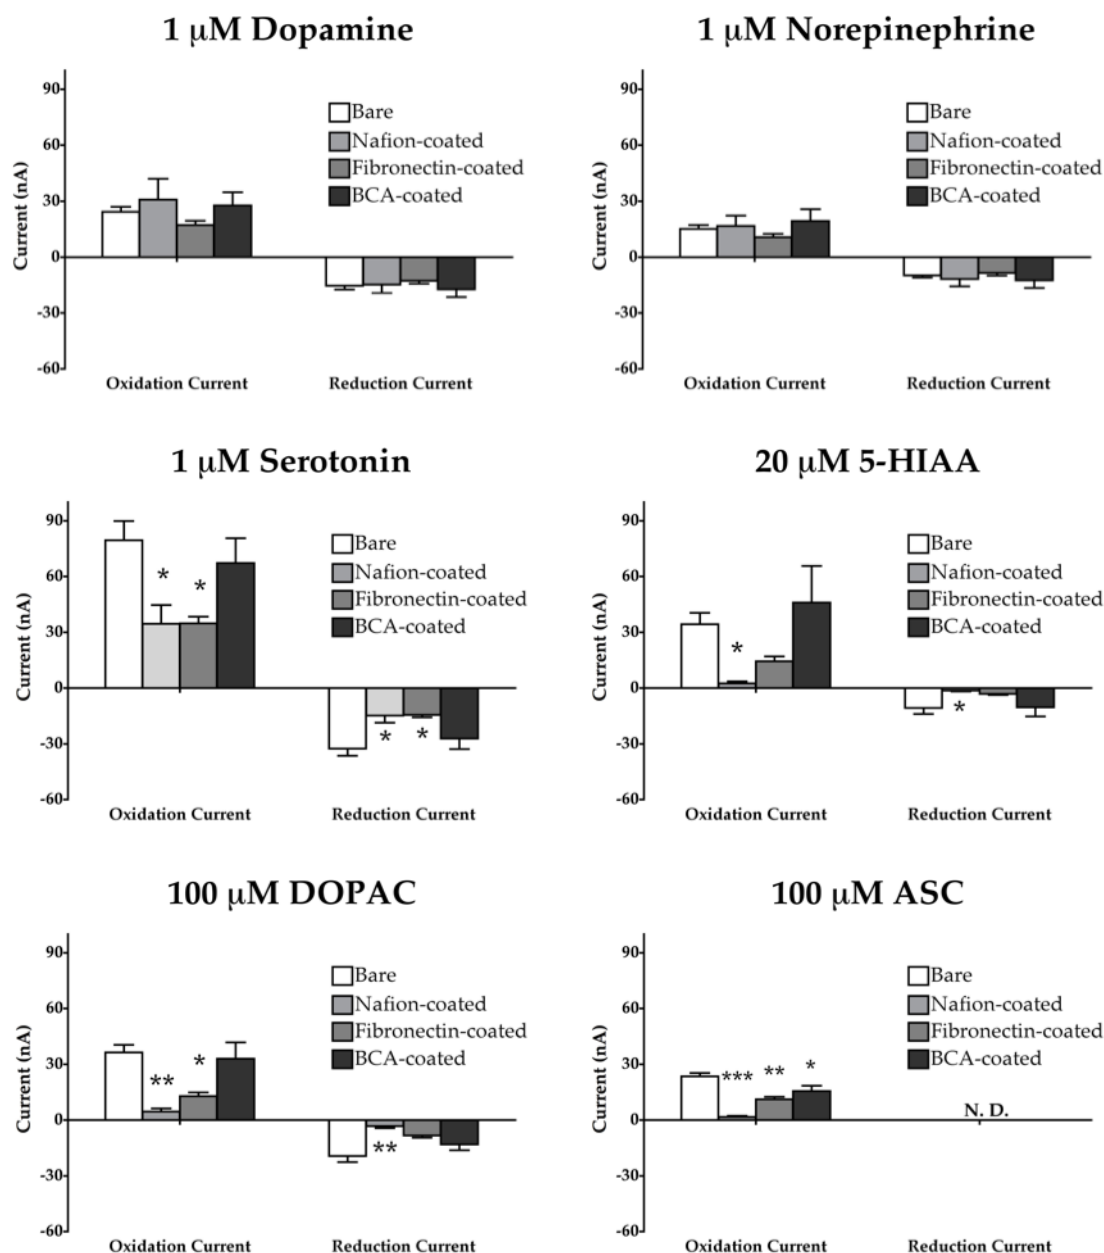 1 μM Dopamine
90
60
30
0
-30
-60
Current (nA)
Bare
Nafion-coated
Fibronectin-coated
BCA-coated
Oxidation Current
Reduction Current
1 μM Norepinephrine
90
60
30
0
-30
-60
Current (nA)
Bare
Nafion-coated
Fibronectin-coated
BCA-coated
Oxidation Current
Reduction Current
1 μM Serotonin
90
60
30
0
-30
-60
Current (nA)
Bare
Nafion-coated
Fibronectin-coated
BCA-coated
*
*
*
*
Oxidation Current
Reduction Current
20 μM 5-HIAA
90
60
30
0
-30
-60
Current (nA)
Bare
Nafion-coated
Fibronectin-coated
BCA-coated
*
*
Oxidation Current
Reduction Current
100 μM DOPAC
90
60
30
0
-30
-60
Current (nA)
Bare
Nafion-coated
Fibronectin-coated
BCA-coated
**
*
**
Oxidation Current
Reduction Current
100 μM ASC
90
60
30
0
-30
-60
Current (nA)
Bare
Nafion-coated
Fibronectin-coated
BCA-coated
***
**
*
N. D.
Oxidation Current
Reduction Current